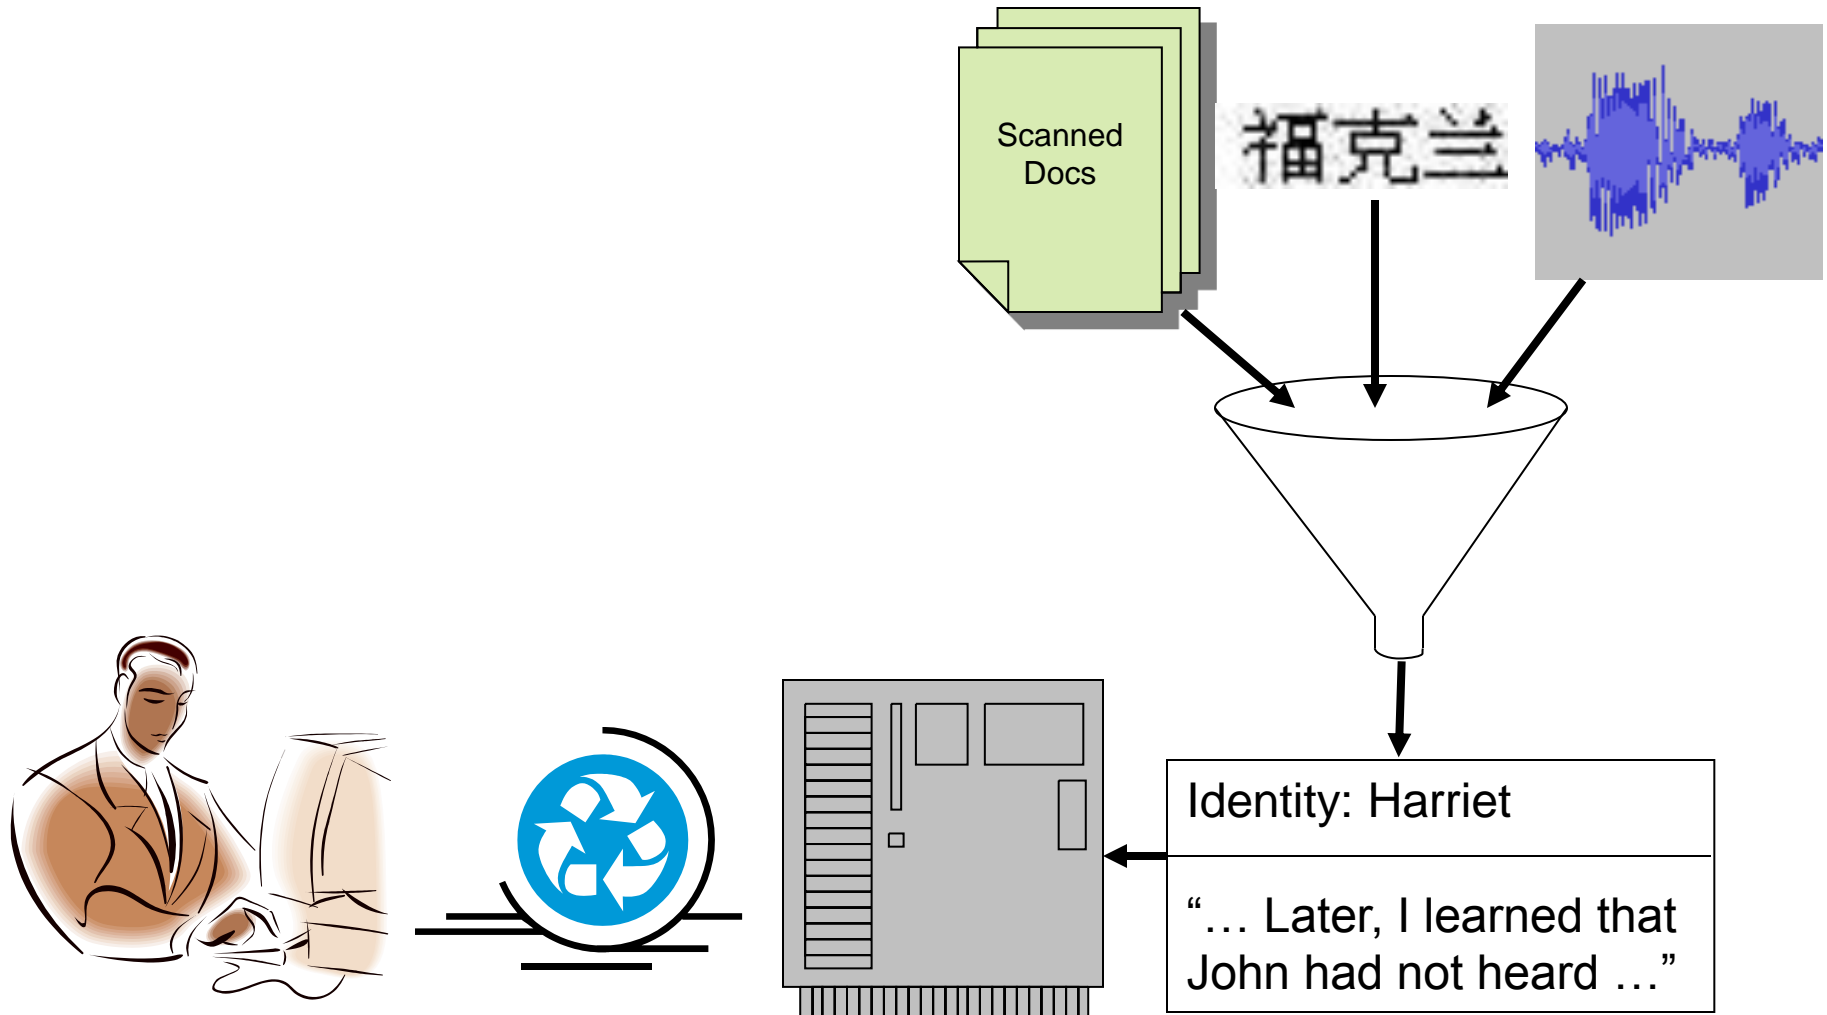 Scanned
Docs
福克兰
Identity: Harriet
“… Later, I learned that
John had not heard …”